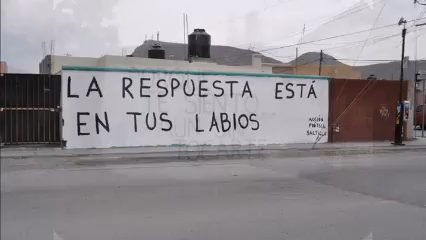 LA RESPUESTA ESTÁ
EN TUS LABIOS
ACCIÓN
POÉTICA
SALTILLO